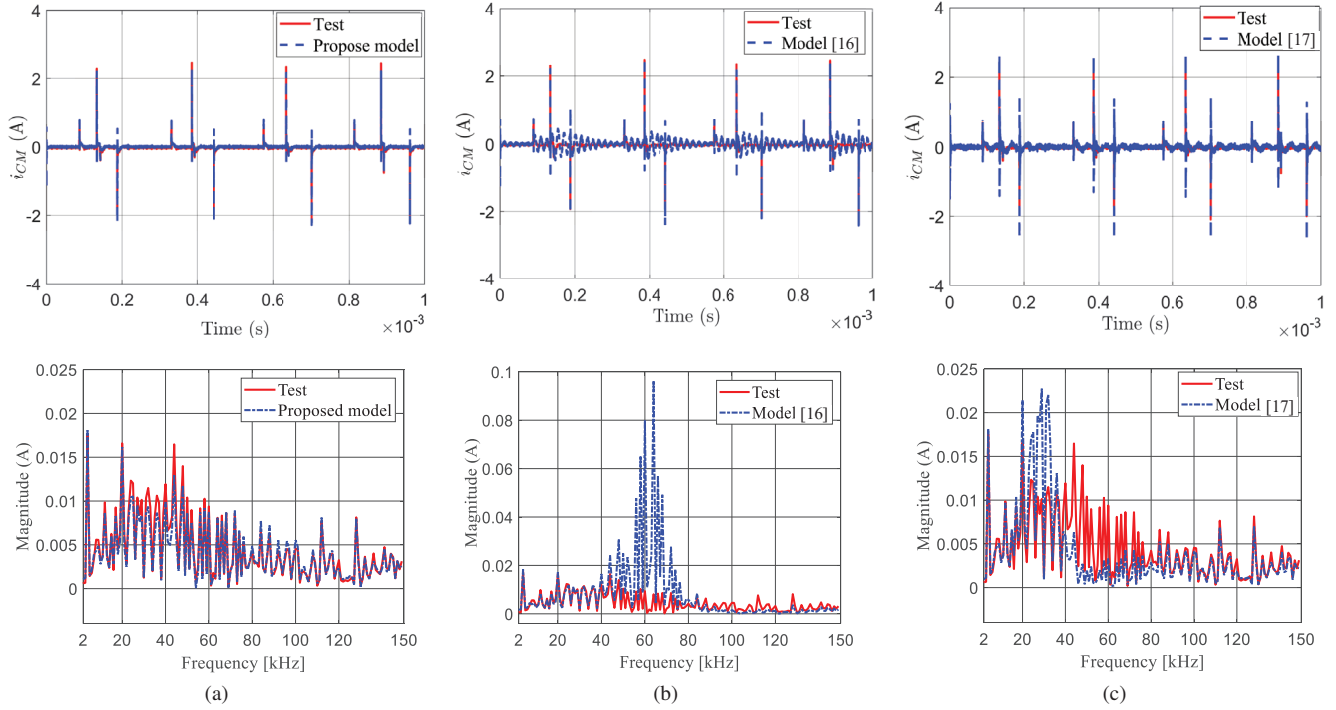 4
2
0
-2
-4
i_CM (A)
0
0.2
0.4
0.6
0.8
1
×10^-3
Time (s)
Test
Propose model
4
2
0
-2
-4
i_CM (A)
0
0.2
0.4
0.6
0.8
1
×10^-3
Time (s)
Test
Model [16]
4
2
0
-2
-4
i_CM (A)
0
0.2
0.4
0.6
0.8
1
×10^-3
Time (s)
Test
Model [17]
0.025
0.02
0.015
0.01
0.005
0
Magnitude (A)
2 20 40 60 80 100 120 150
Frequency [kHz]
Test
Proposed model
(a)
0.1
0.08
0.06
0.04
0.02
0
Magnitude (A)
2 20 40 60 80 100 120 150
Frequency [kHz]
Test
Model [16]
(b)
0.025
0.02
0.015
0.01
0.005
0
Magnitude (A)
2 20 40 60 80 100 120 150
Frequency [kHz]
Test
Model [17]
(c)